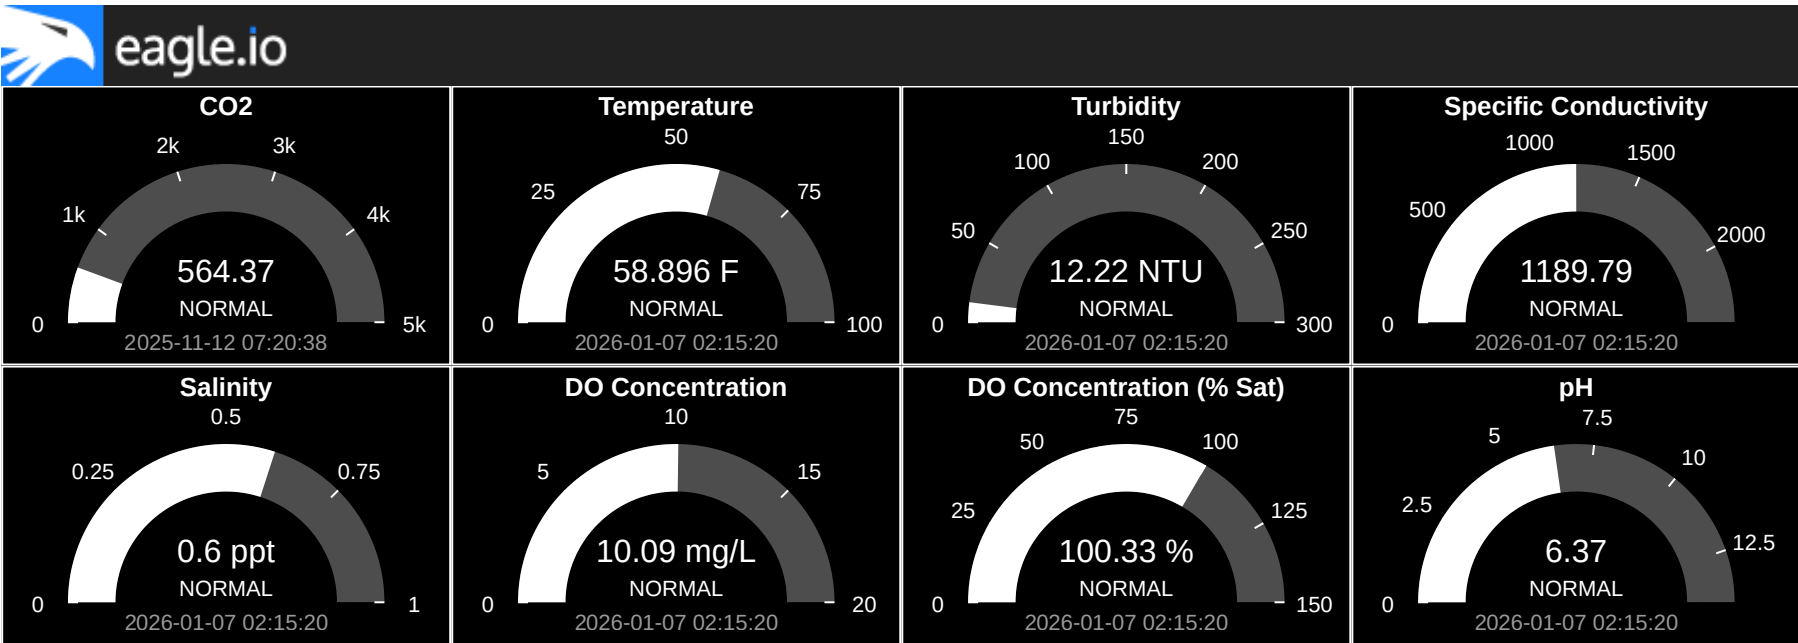 eagle.io
CO2
2k
3k
1k
4k
564.37
NORMAL
0
5k
2025-11-12 07:20:38
Temperature
50
25
75
58.896 F
NORMAL
0
100
2026-01-07 02:15:20
Turbidity
150
100
200
50
250
12.22 NTU
NORMAL
0
300
2026-01-07 02:15:20
Specific Conductivity
1000
1500
500
2000
1189.79
NORMAL
0
2026-01-07 02:15:20
Salinity
0.5
0.25
0.75
0.6 ppt
NORMAL
0
1
2026-01-07 02:15:20
DO Concentration
10
5
15
10.09 mg/L
NORMAL
0
20
2026-01-07 02:15:20
DO Concentration (% Sat)
75
50
100
25
125
100.33 %
NORMAL
0
150
2026-01-07 02:15:20
pH
7.5
5
10
2.5
12.5
6.37
NORMAL
0
2026-01-07 02:15:20